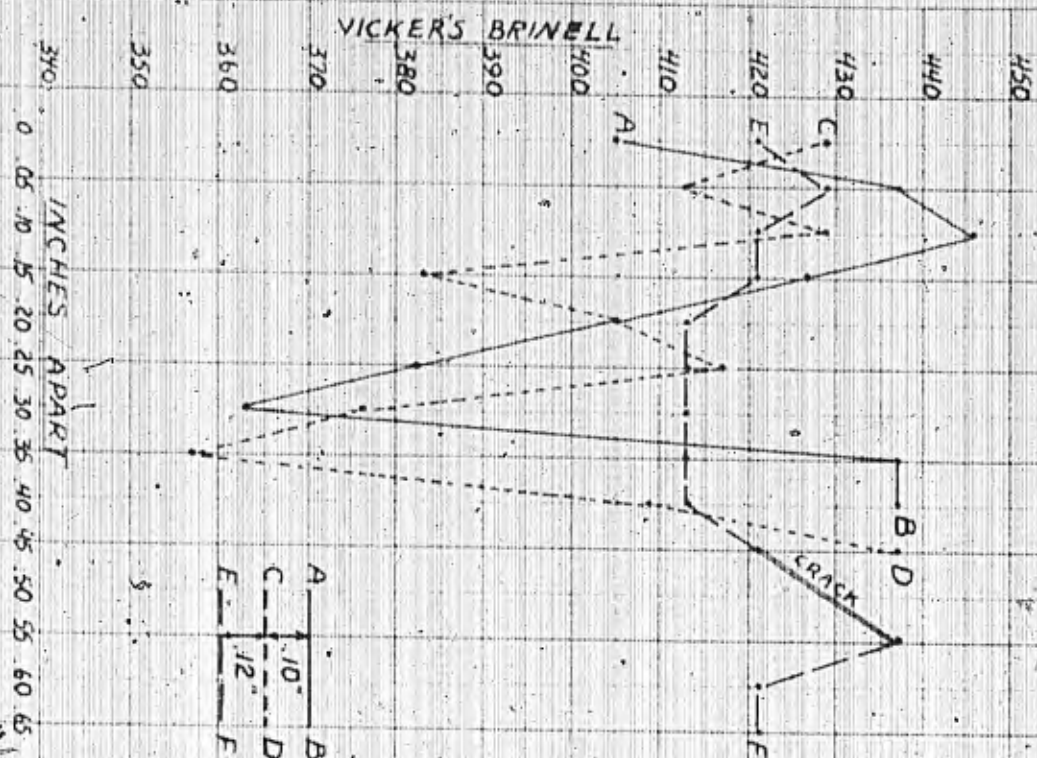 VICKER'S BRINELL
450
440
430
420
410
400
390
380
370
360
350
340
A
E
C
B
D
CRACK
F
A B
.10"
C D
.12"
E F
0 .05 .10 .15 .20 .25 .30 .35 .40 .45 .50 .55 .60 .65
INCHES APART